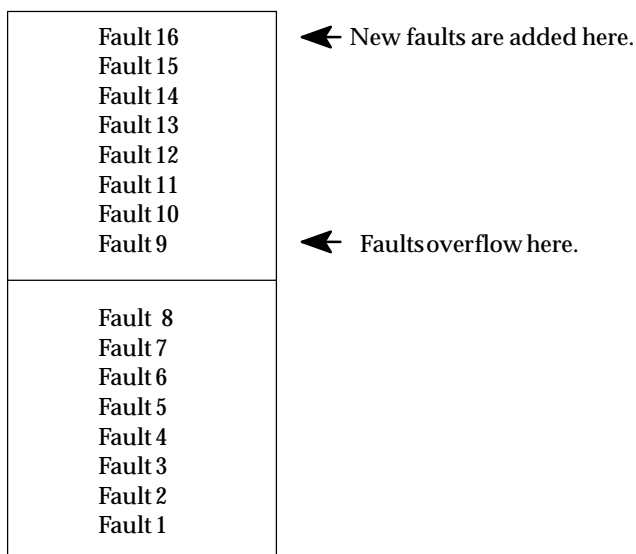 Fault 16 New faults are added here.
Fault 15
Fault 14
Fault 13
Fault 12
Fault 11
Fault 10
Fault 9 Faults overflow here.
Fault 8
Fault 7
Fault 6
Fault 5
Fault 4
Fault 3
Fault 2
Fault 1